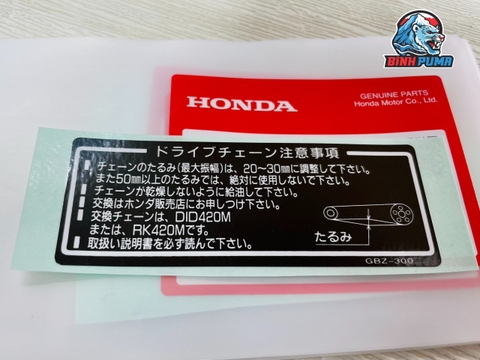 BINH PUMA
GENUINE PARTS
Honda Motor Co., Ltd.
HONDA
ドライブチェーン注意事項
チェーンのたるみ(最大振幅)は、20~30mmに調整して下さい。
また50mm以上のたるみでは、絶対に使用しないで下さい。
チェーンが乾燥しないように給油して下さい。
交換はホンダ販売店にお申しつけ下さい。
交換チェーンは、DID420M
または、RK420Mです。
取扱い説明書を必ず読んで下さい。
たるみ
GBZ-300